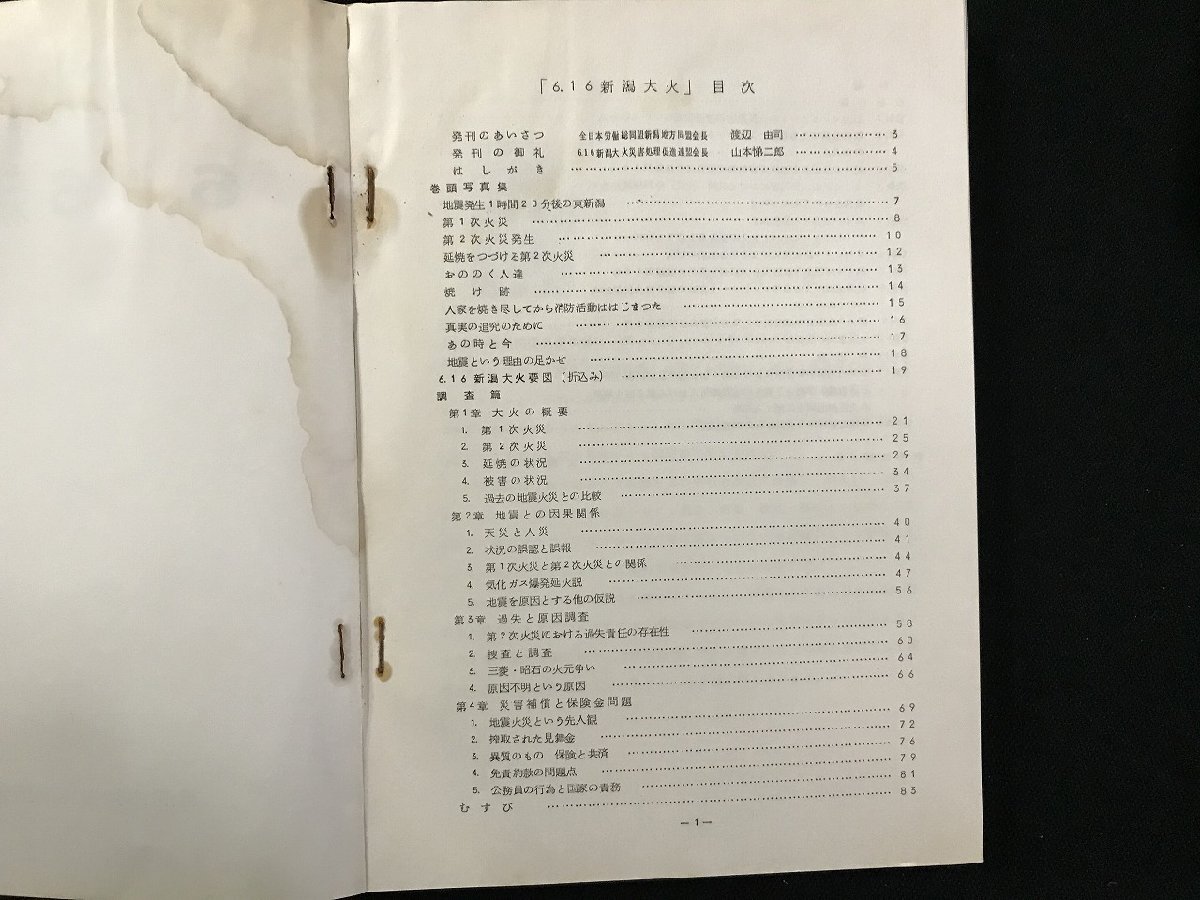 「6.16新潟大火」 目次
発刊のあいさつ 全日本労働総同盟新潟地方同盟会長 渡辺 由司 …………… 3
発刊の御礼 6.16新潟大火災害処理促進連盟会長 山本悌二郎 …………… 4
はしがき …………… 5
巻頭写真集
地震発生1時間20分後の東新潟 …………… 7
第1次火災 …………… 8
第2次火災発生 …………… 10
延焼をつづける第2次火災 …………… 12
おののく人達 …………… 13
焼け跡 …………… 14
人家を焼き尽してから消防活動ははじまつた …………… 15
真実の追究のために …………… 16
あの時と今 …………… 17
地震という理由の足かせ …………… 18
6.16新潟大火要図(折込み) …………… 19
調査篇
第1章 大火の概要
1. 第1次火災 …………… 21
2. 第2次火災 …………… 25
3. 延焼の状況 …………… 29
4. 被害の状況 …………… 34
5. 過去の地震火災との比較 …………… 37
第2章 地震との因果関係
1. 天災と人災 …………… 40
2. 状況の誤認と誤報 …………… 41
3 第1次火災と第2次火災との関係 …………… 44
4. 気化ガス爆発延火説 …………… 47
5. 地震を原因とする他の仮説 …………… 56
第3章 過失と原因調査
1. 第2次火災における過失責任の存在性 …………… 58
2. 捜査と調査 …………… 60
3. 三菱・昭石の火元争い …………… 64
4. 原因不明という原因 …………… 66
第4章 災害補償と保険金問題
1. 地震火災という先人観 …………… 69
2. 搾取された見舞金 …………… 72
3. 異質のもの 保険と共済 …………… 76
4. 免責約款の問題点 …………… 79
5. 公務員の行為と国家の責務 …………… 81
むすび …………… 83
—1—